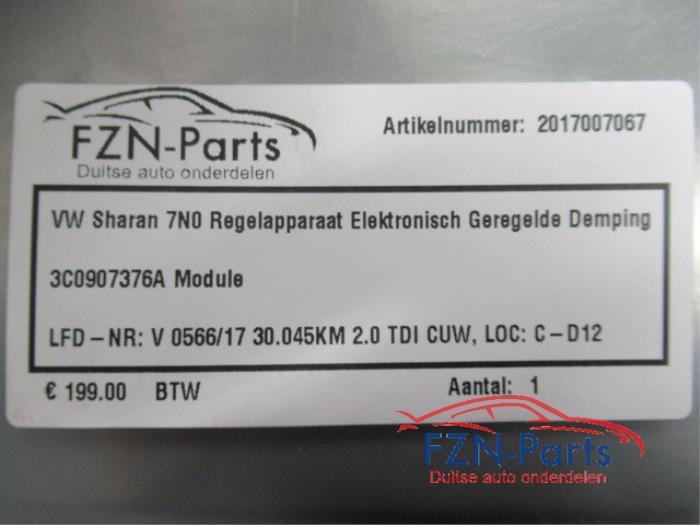 FZN-Parts
Duitse auto onderdelen
Artikelnummer: 2017007067
VW Sharan 7N0 Regelapparaat Elektronisch Geregelde Demping
3C0907376A Module
LFD-NR: V 0566/17 30.045KM 2.0 TDI CUW, LOC: C-D12
€ 199.00 BTW
Aantal: 1
FZN-Parts
Duitse auto onderdelen